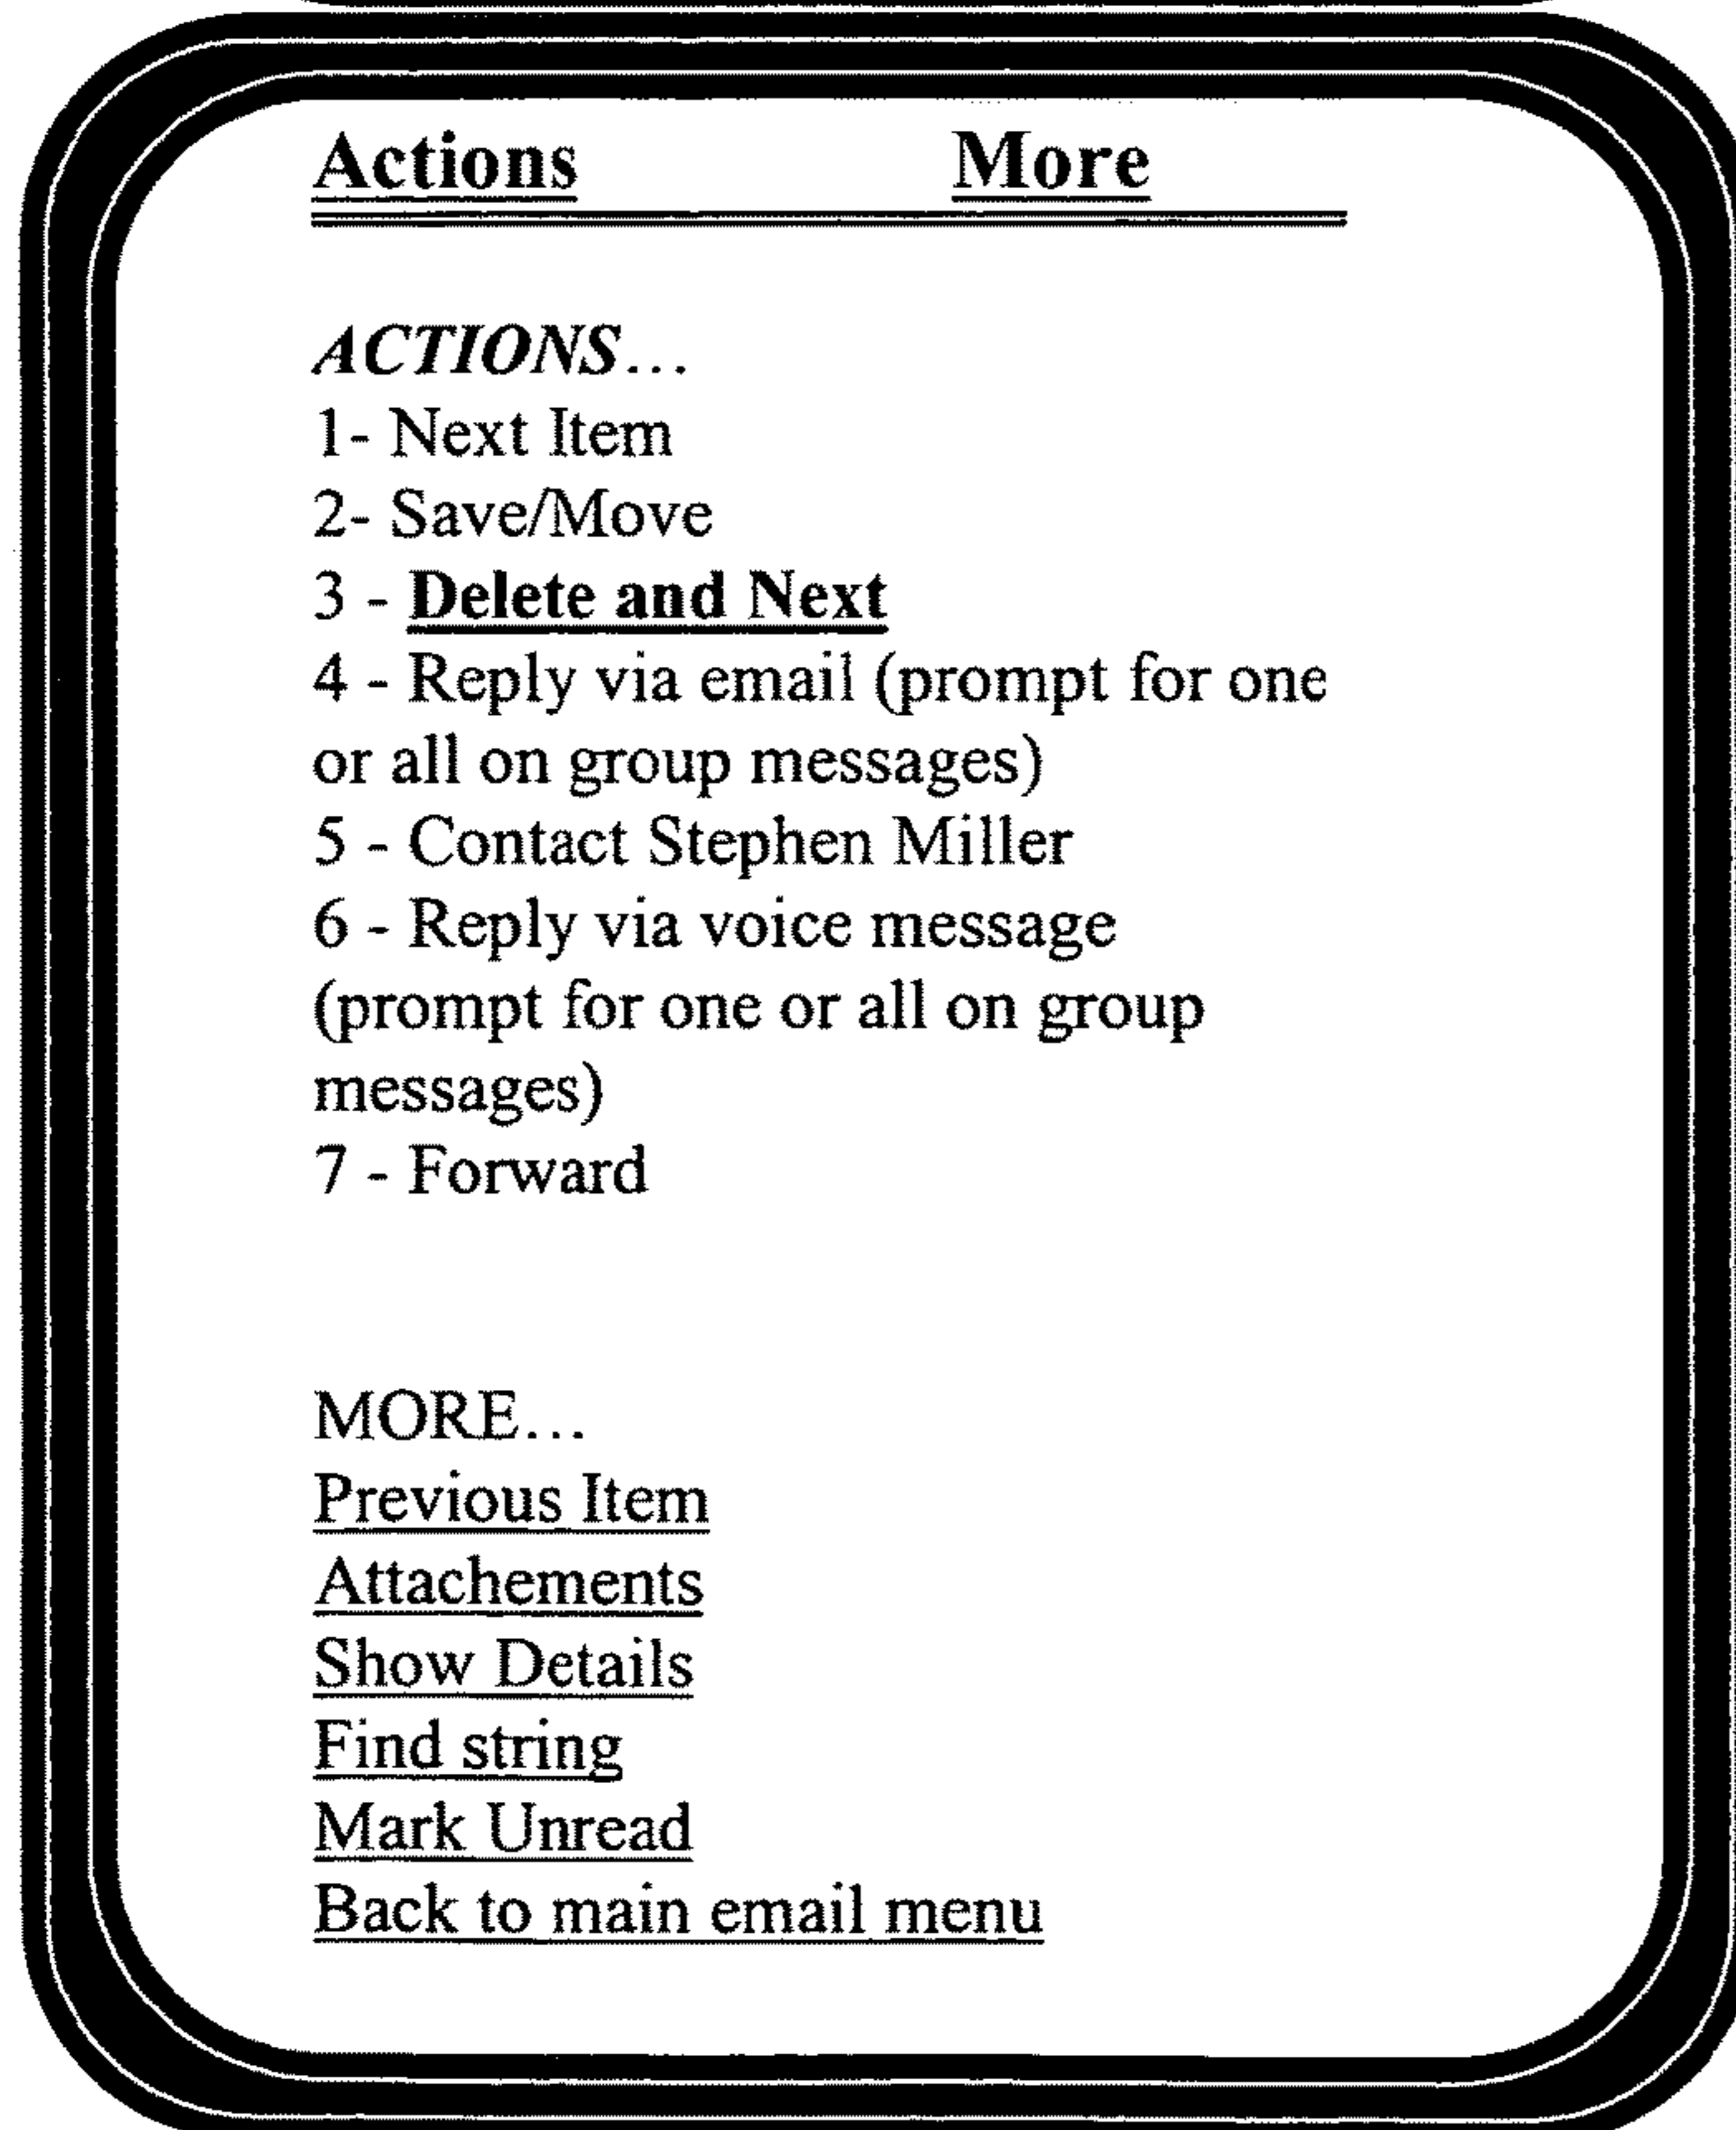 Actions More
ACTIONS...
1- Next Item
2- Save/Move
3 - Delete and Next
4 - Reply via email (prompt for one
or all on group messages)
5 - Contact Stephen Miller
6 - Reply via voice message
(prompt for one or all on group
messages)
7 - Forward
MORE...
Previous Item
Attachements
Show Details
Find string
Mark Unread
Back to main email menu